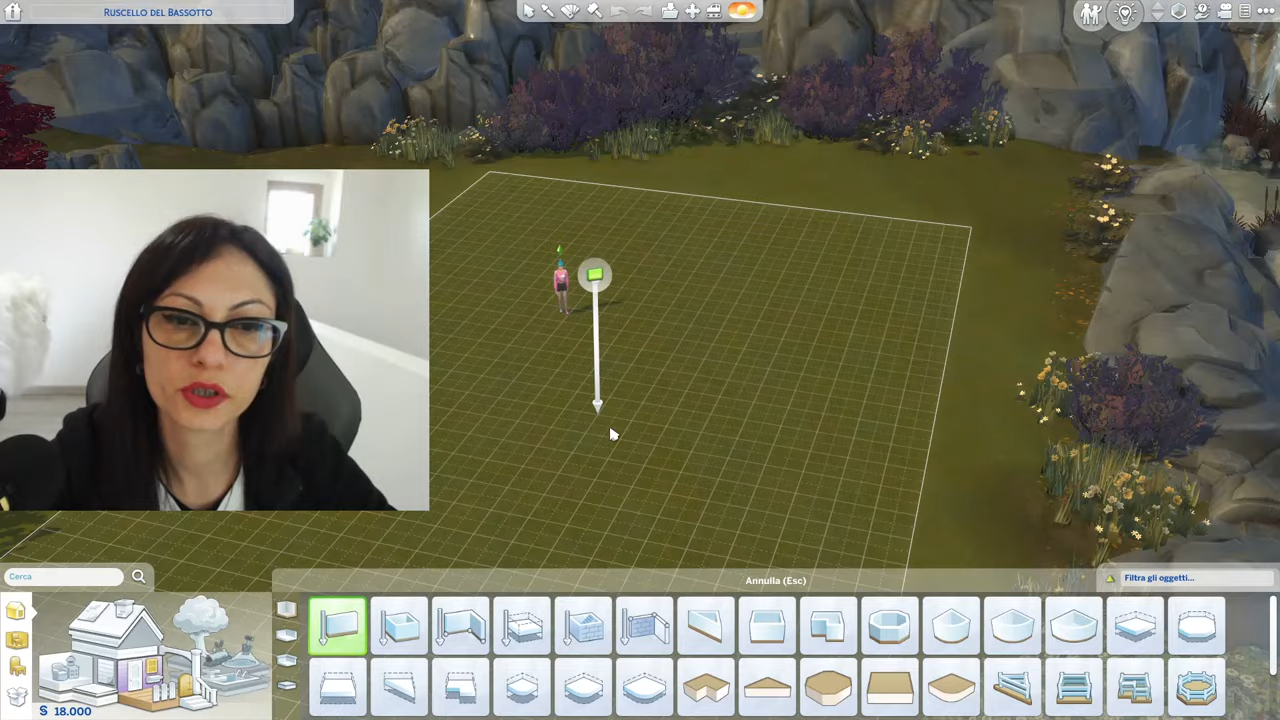 RUSCELLO DEL BASSOTTO
Annulla (Esc)
Cerca
Filtra gli oggetti...
§ 18.000